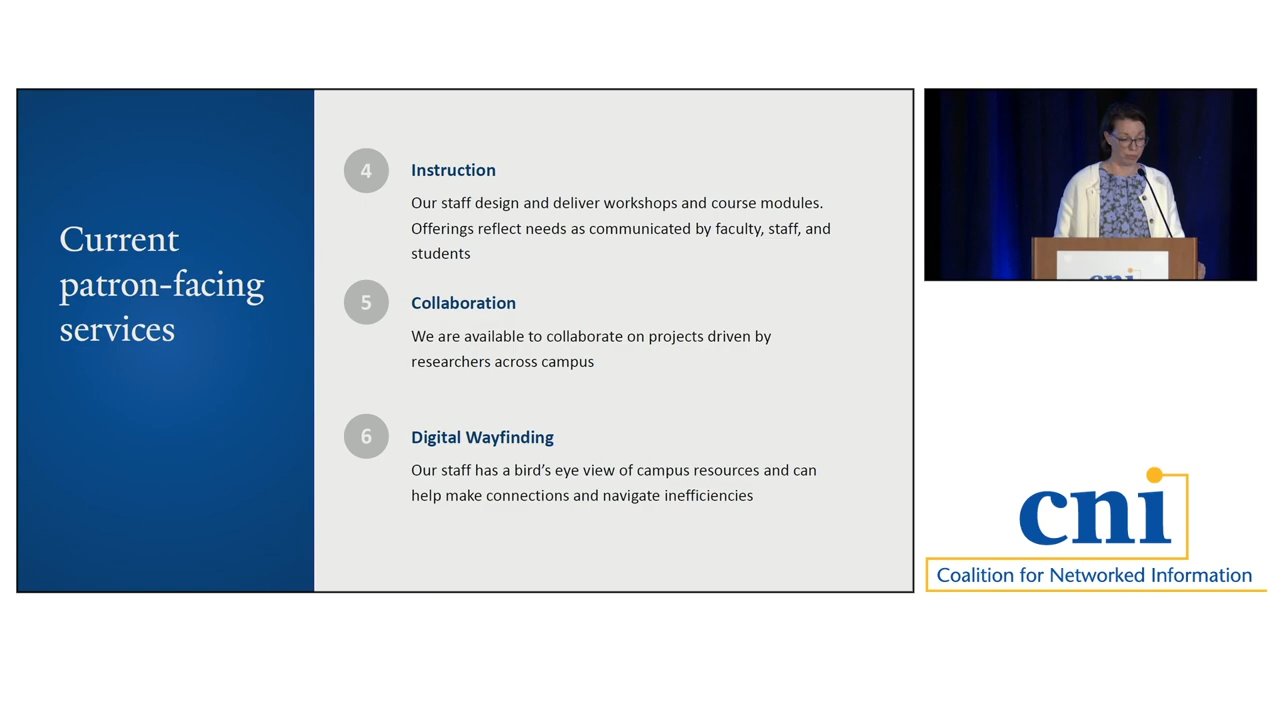 Current
patron-facing
services
4
Instruction
Our staff design and deliver workshops and course modules.
Offerings reflect needs as communicated by faculty, staff, and
students
5
Collaboration
We are available to collaborate on projects driven by
researchers across campus
6
Digital Wayfinding
Our staff has a bird’s eye view of campus resources and can
help make connections and navigate inefficiencies
cni
cni
Coalition for Networked Information